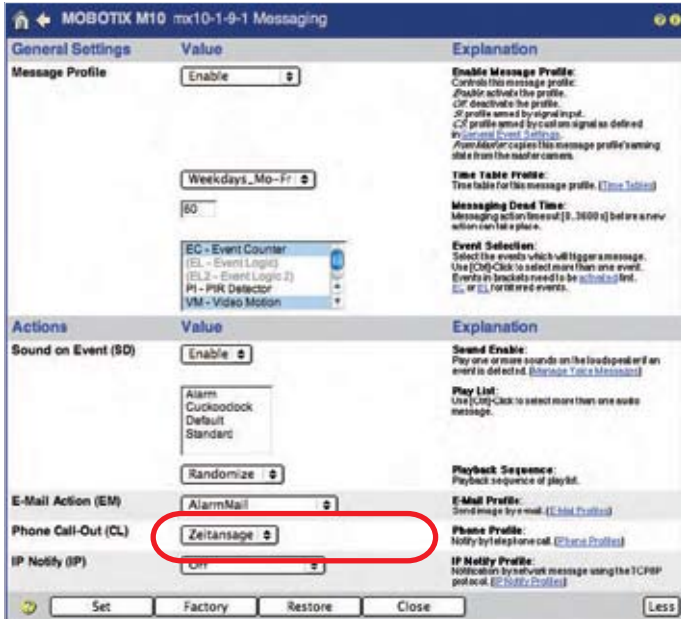 MOBOTIX M10 mx10-1-9-1 Messaging
General Settings Value Explanation
Message Profile
Enable
Enable Message Profile:
Controls this message profile:
Enable: activate the profile.
Off: deactivate the profile.
SI: profile armed by signal input.
CS: profile armed by custom signal as defined
in General Event Settings.
From Master: copies this message profile's arming
state from the master camera.
Weekdays_Mo-Fr
Time Table Profile:
Time table for this message profile. (Time Tables)
60
Messaging Dead Time:
Messaging action timeout [0..3600 s] before a new
action can take place.
EC - Event Counter
(EL - Event Logic)
(EL2 - Event Logic 2)
PI - PIR Detector
VM - Video Motion
Event Selection:
Select the events which will trigger a message.
Use [Ctrl]-Click to select more than one event.
Events in brackets need to be activated first.
EC or EL for filtered events.
Actions Value Explanation
Sound on Event (SD)
Enable
Sound Enable:
Play one or more sounds on the loudspeaker if an
event is detected. (Manage Voice Messages)
Alarm
Cuckooclock
Default
Standard
Play List:
Use [Ctrl]-Click to select more than one audio
message.
Randomize
Playback Sequence:
Playback sequence of playlist.
E-Mail Action (EM)
AlarmMail
E-Mail Profile:
Send image by e-mail. (E-Mail Profiles)
Phone Call-Out (CL)
Zeitansage
Phone Profile:
Notify by telephone call. (Phone Profiles)
IP Notify (IP)
Off
IP Notify Profile:
Notification by network message using the TCP/IP
protocol. (IP Notify Profiles)
Set Factory Restore Close Less